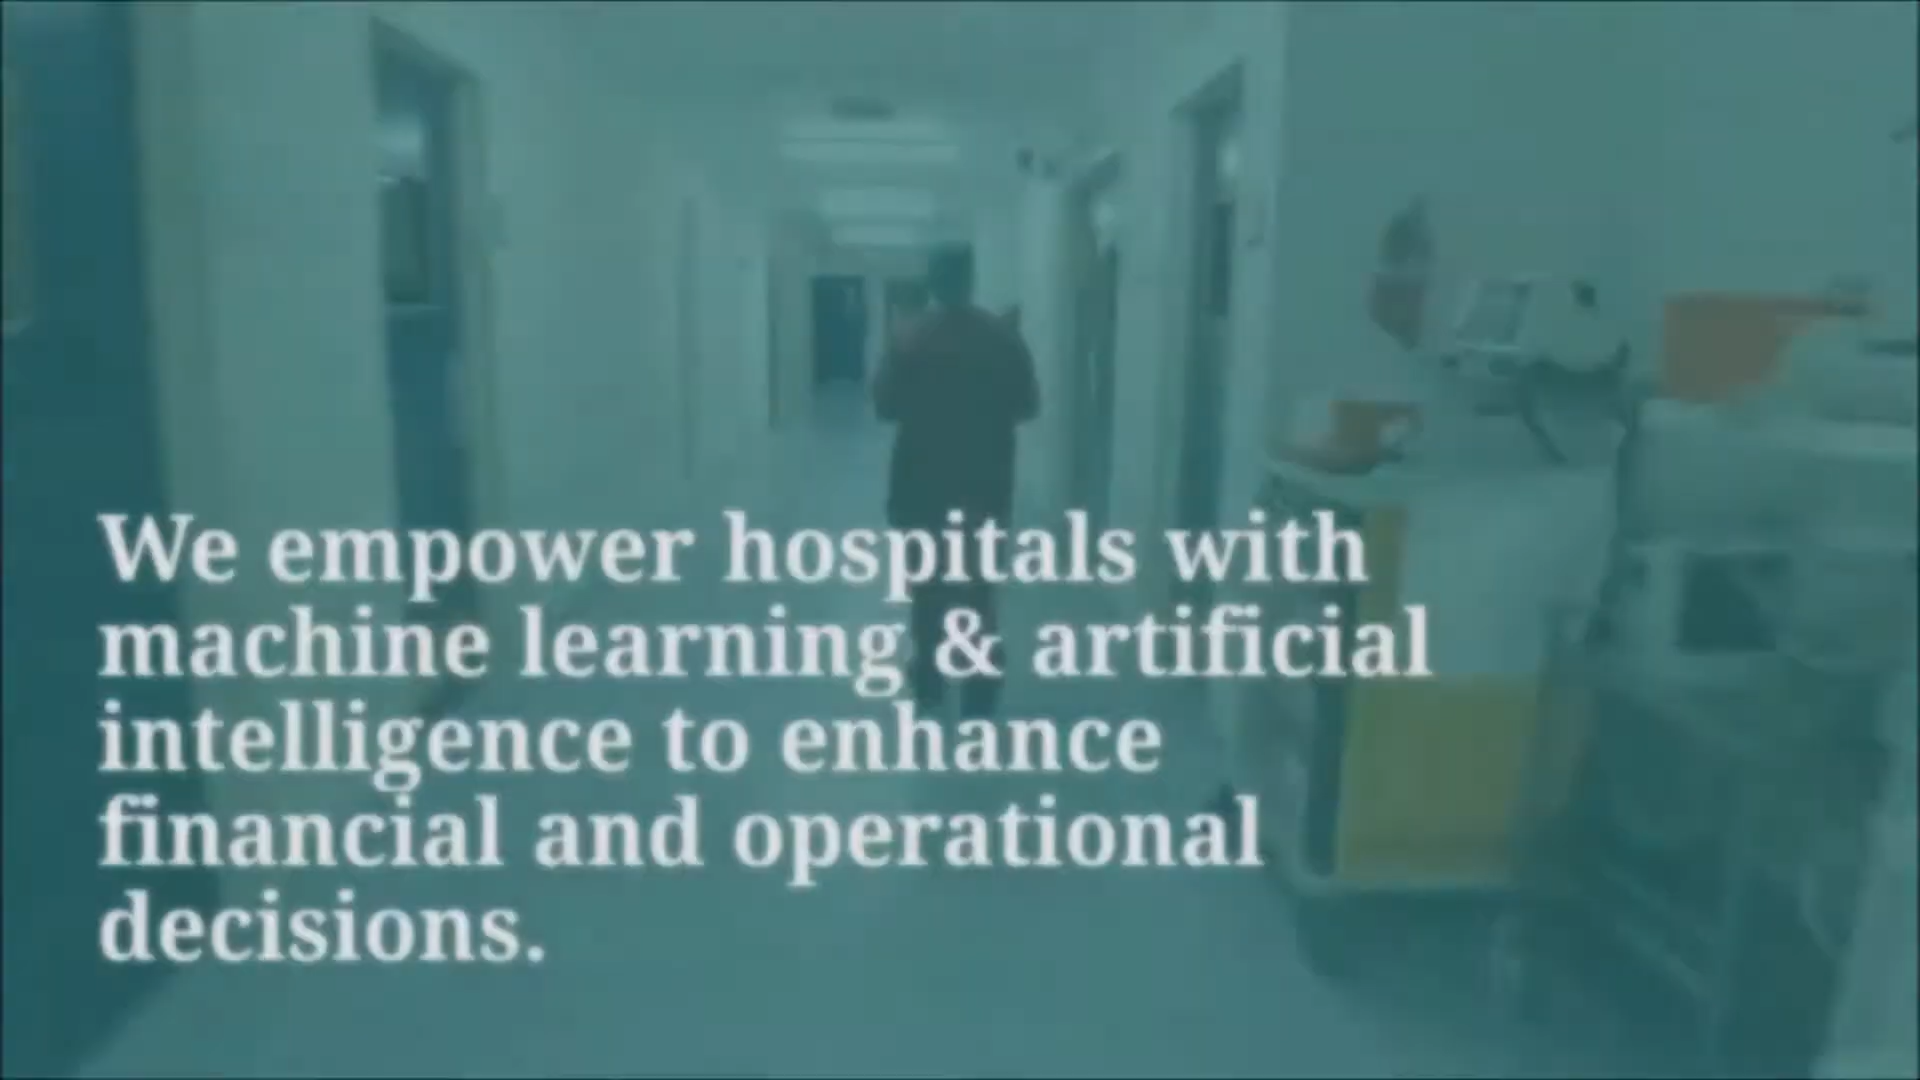 We empower hospitals with
machine learning & artificial
intelligence to enhance
financial and operational
decisions.